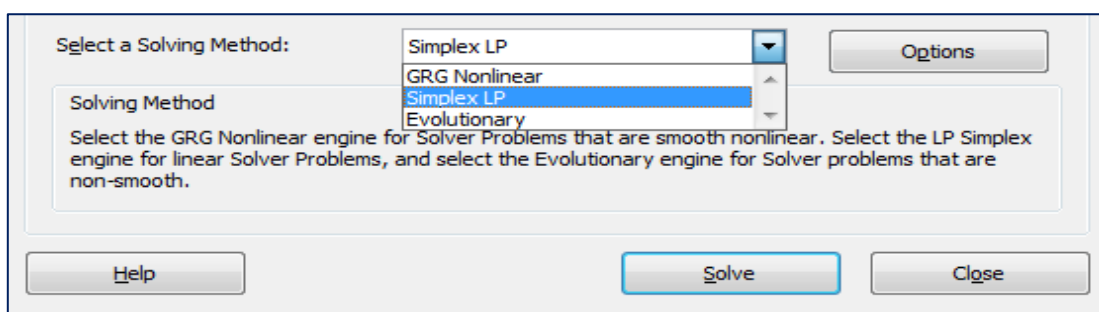 Select a Solving Method:
Simplex LP
Options
GRG Nonlinear
Simplex LP
Evolutionary
Solving Method
Select the GRG Nonlinear engine for Solver Problems that are smooth nonlinear. Select the LP Simplex
engine for linear Solver Problems, and select the Evolutionary engine for Solver problems that are
non-smooth.
Help
Solve
Close